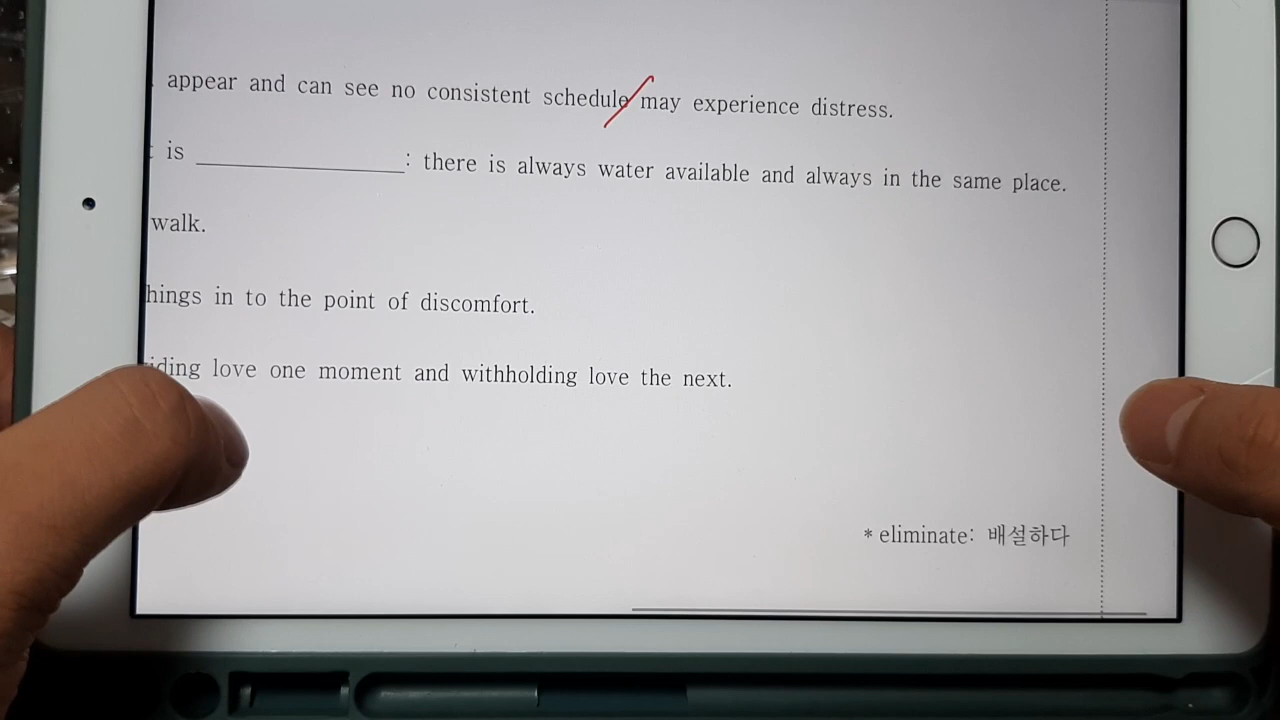 appear and can see no consistent schedule may experience distress.
is ____________: there is always water available and always in the same place.
walk.
hings in to the point of discomfort.
iding love one moment and withholding love the next.
* eliminate: 배설하다